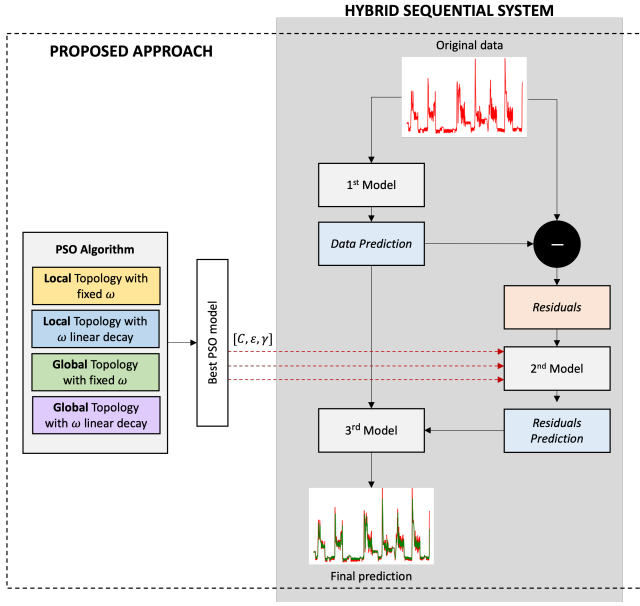 HYBRID SEQUENTIAL SYSTEM
PROPOSED APPROACH
Original data
1st Model
Data Prediction
—
Residuals
2nd Model
Residuals
Prediction
3rd Model
Final prediction
PSO Algorithm
Local Topology with
fixed ω
Local Topology with
ω linear decay
Global Topology
with fixed ω
Global Topology
with ω linear decay
Best PSO model
[C, ε, γ]